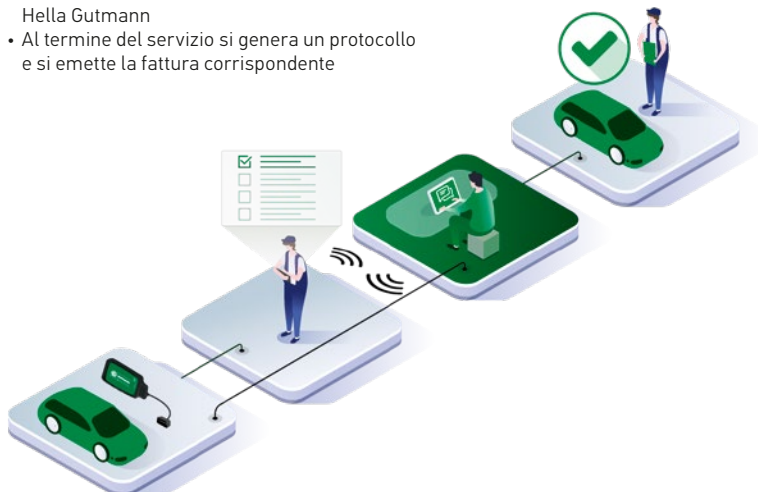 Hella Gutmann
• Al termine del servizio si genera un protocollo
e si emette la fattura corrispondente